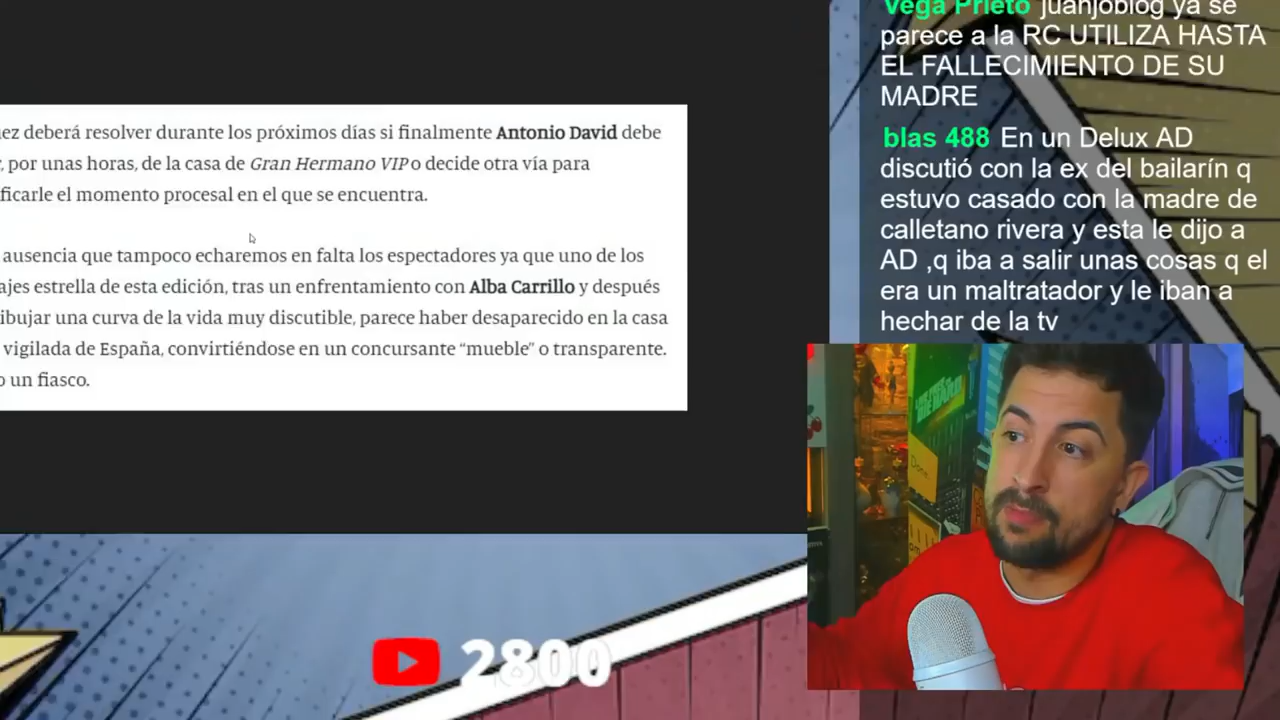 ez deberá resolver durante los próximos días si finalmente Antonio David debe
, por unas horas, de la casa de Gran Hermano VIP o decide otra vía para
ficarle el momento procesal en el que se encuentra.
ausencia que tampoco echaremos en falta los espectadores ya que uno de los
ajes estrella de esta edición, tras un enfrentamiento con Alba Carrillo y después
ibujar una curva de la vida muy discutible, parece haber desaparecido en la casa
vigilada de España, convirtiéndose en un concursante “mueble” o transparente.
o un fiasco.
Vega Prieto juanjoblog ya se
parece a la RC UTILIZA HASTA
EL FALLECIMIENTO DE SU
MADRE
blas 488 En un Delux AD
discutió con la ex del bailarín q
estuvo casado con la madre de
calletano rivera y esta le dijo a
AD ,q iba a salir unas cosas q el
era un maltratador y le iban a
hechar de la tv
2800